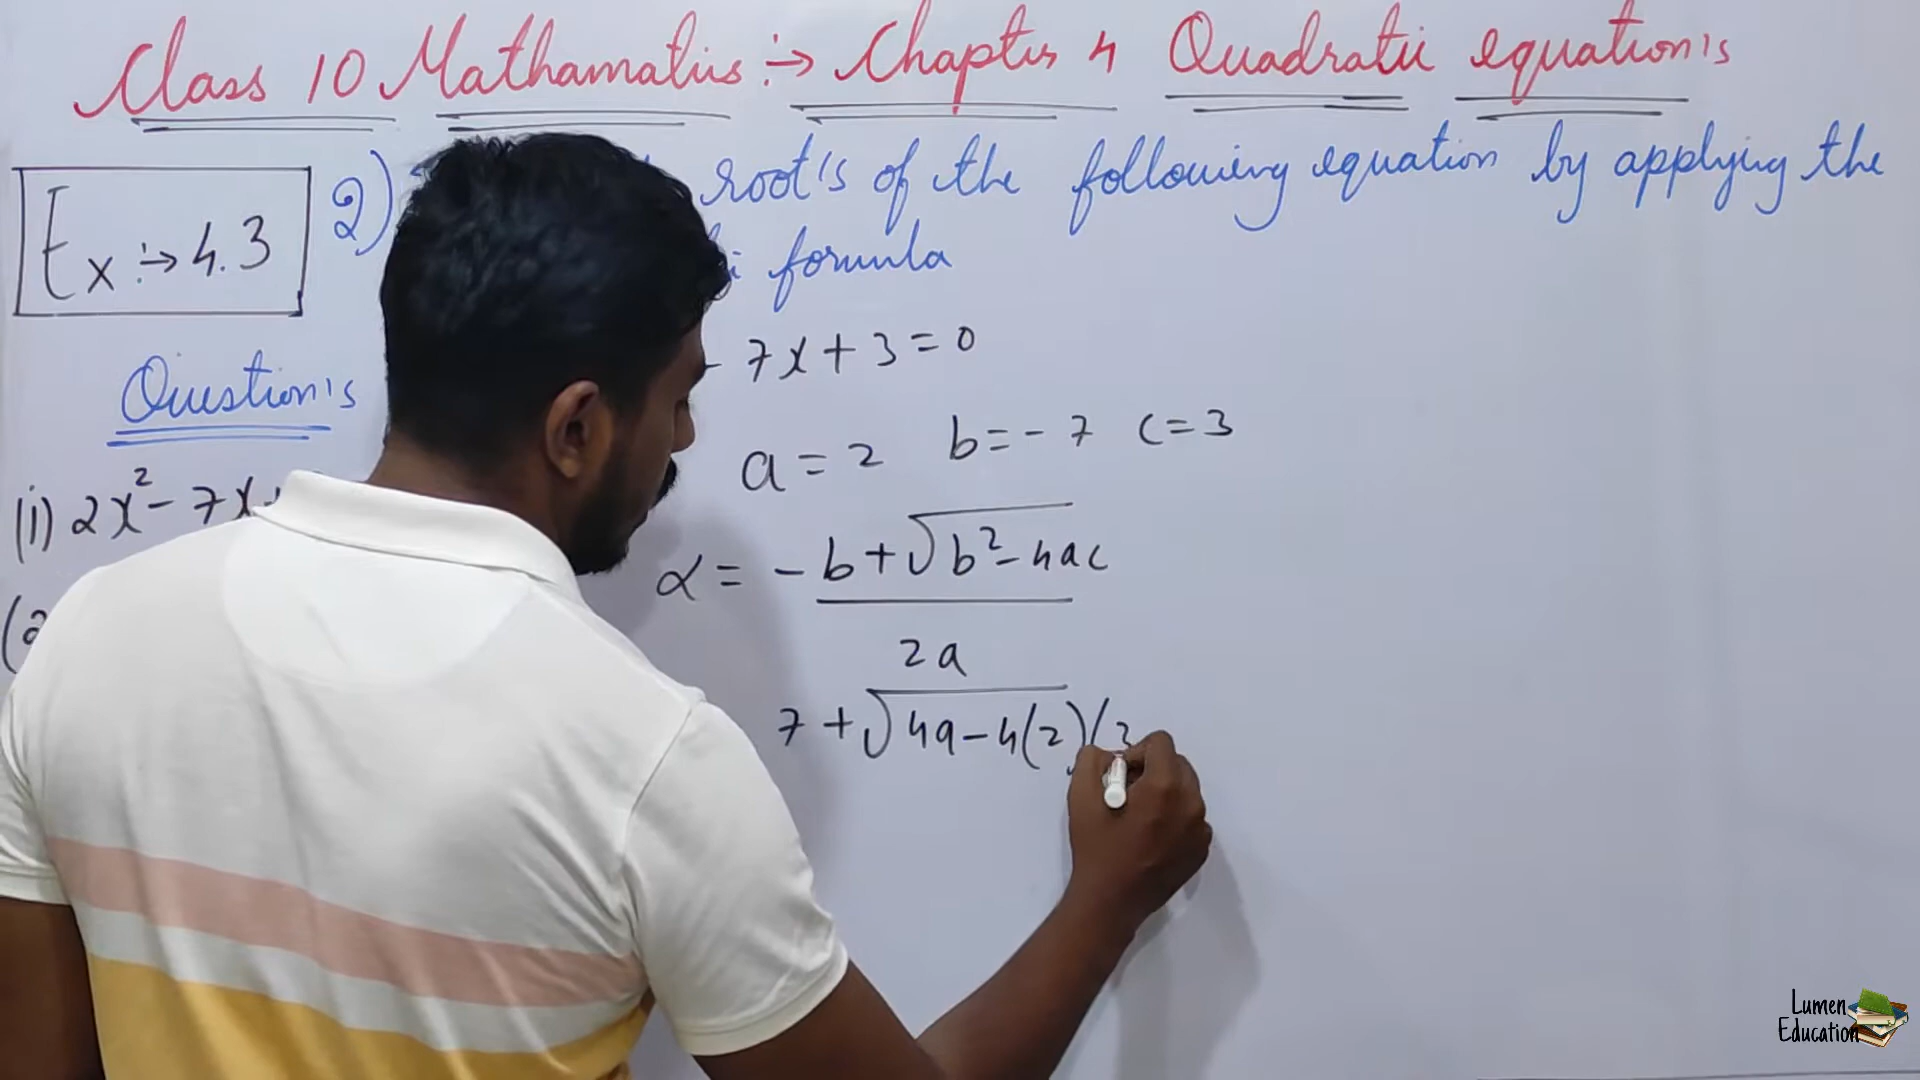 Class 10 Mathamatics :→ Chapter 4 Quadratic equation's
Ex :→ 4.3
2) root's of the following equation by applying the
formula
Question's
(i) 2x² - 7x
- 7x + 3 = 0
a = 2 b = - 7 c = 3
α = - b + √b² - 4ac
2a
7 + √49 - 4(2)(3
Lumen
Education